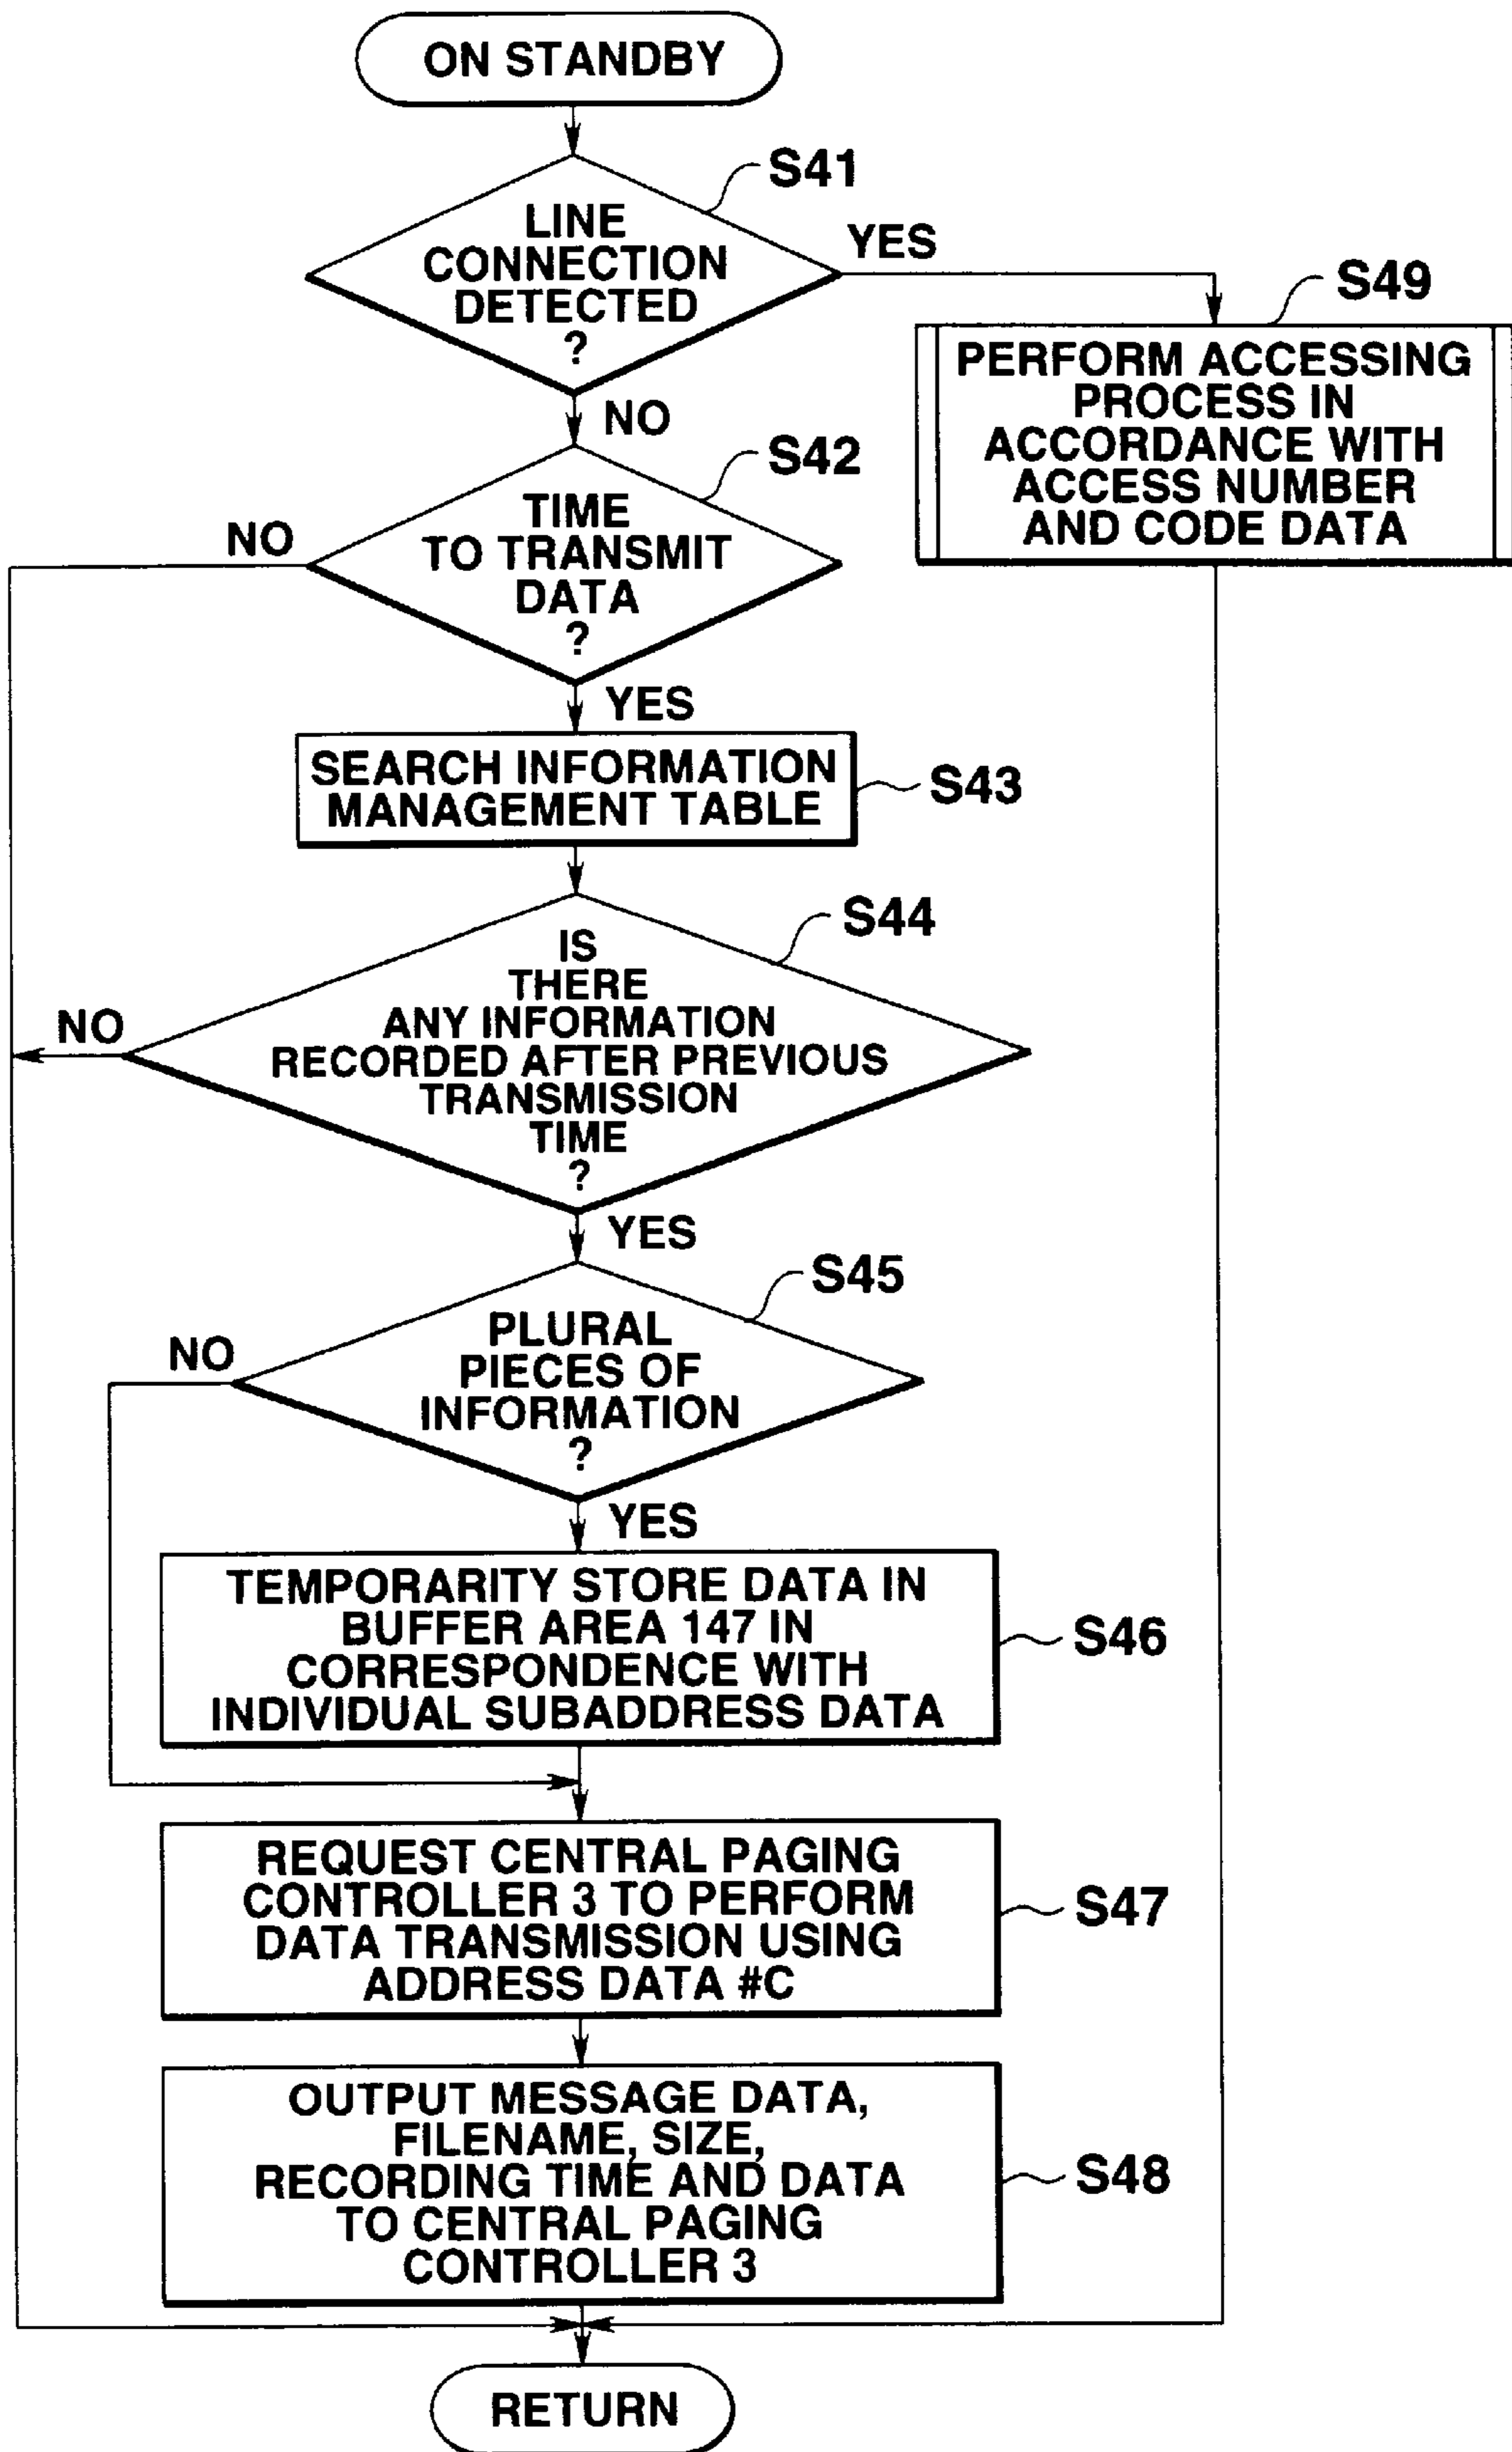 ON STANDBY
S41
LINE
CONNECTION
DETECTED
?
YES
NO
S49
PERFORM ACCESSING
PROCESS IN
ACCORDANCE WITH
ACCESS NUMBER
AND CODE DATA
S42
TIME
TO TRANSMIT
DATA
?
NO
YES
SEARCH INFORMATION
MANAGEMENT TABLE
S43
S44
IS
THERE
ANY INFORMATION
RECORDED AFTER PREVIOUS
TRANSMISSION
TIME
?
NO
YES
S45
PLURAL
PIECES OF
INFORMATION
?
NO
YES
TEMPORARITY STORE DATA IN
BUFFER AREA 147 IN
CORRESPONDENCE WITH
INDIVIDUAL SUBADDRESS DATA
S46
REQUEST CENTRAL PAGING
CONTROLLER 3 TO PERFORM
DATA TRANSMISSION USING
ADDRESS DATA #C
S47
OUTPUT MESSAGE DATA,
FILENAME, SIZE,
RECORDING TIME AND DATA
TO CENTRAL PAGING
CONTROLLER 3
S48
RETURN